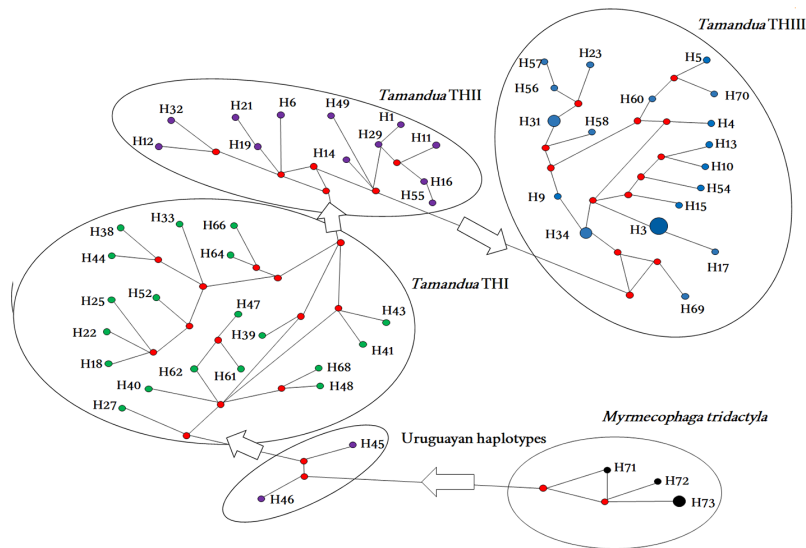 Tamandua THIII
H57
H23
H5
H56
H60
H70
H31
H58
H4
H13
H10
H9
H54
H15
H34
H3
H17
H69
Tamandua THII
H32
H21
H6
H49
H1
H29
H11
H12
H19
H14
H16
H55
Tamandua THI
H33
H66
H38
H64
H44
H25
H52
H47
H43
H22
H39
H41
H18
H62
H61
H68
H40
H48
H27
Uruguayan haplotypes
H45
H46
Myrmecophaga tridactyla
H71
H72
H73